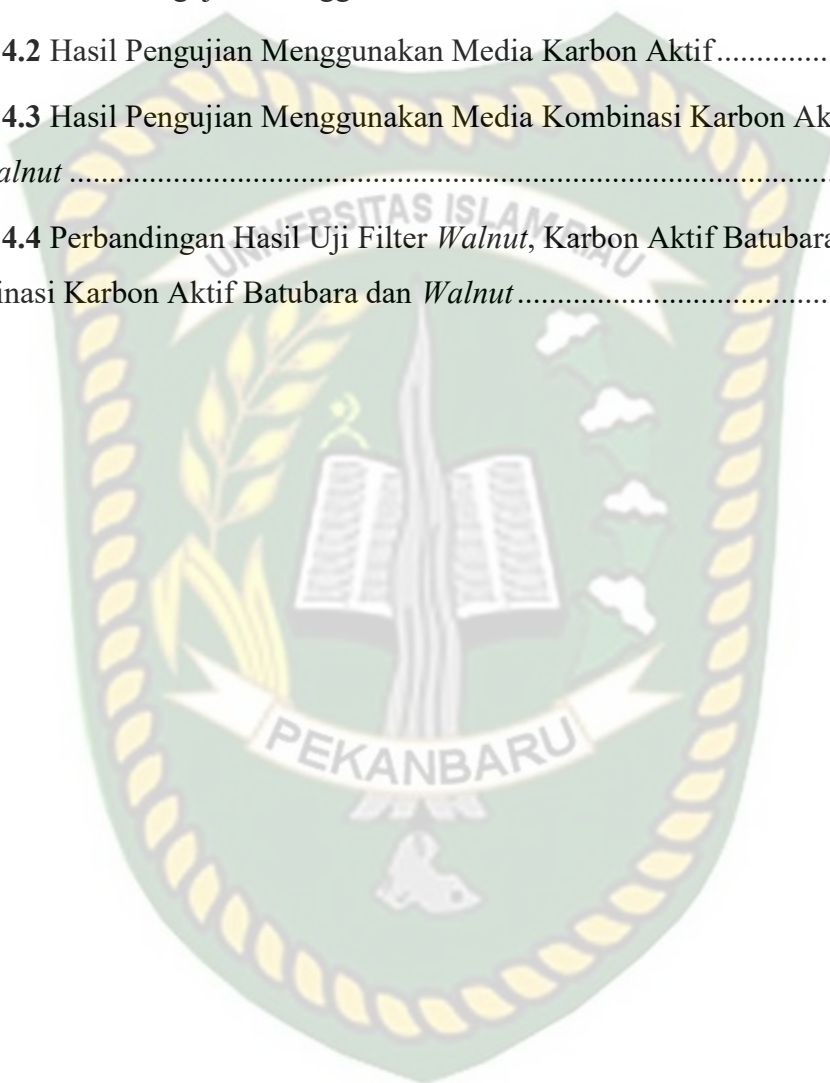 4.2 Hasil Pengujian Menggunakan Media Karbon Aktif...............
4.3 Hasil Pengujian Menggunakan Media Kombinasi Karbon Ak
alnut ................................................................................
4.4 Perbandingan Hasil Uji Filter Walnut, Karbon Aktif Batubara
inasi Karbon Aktif Batubara dan Walnut .................................
UNIVERSITAS ISLAM RIAU
PEKANBARU